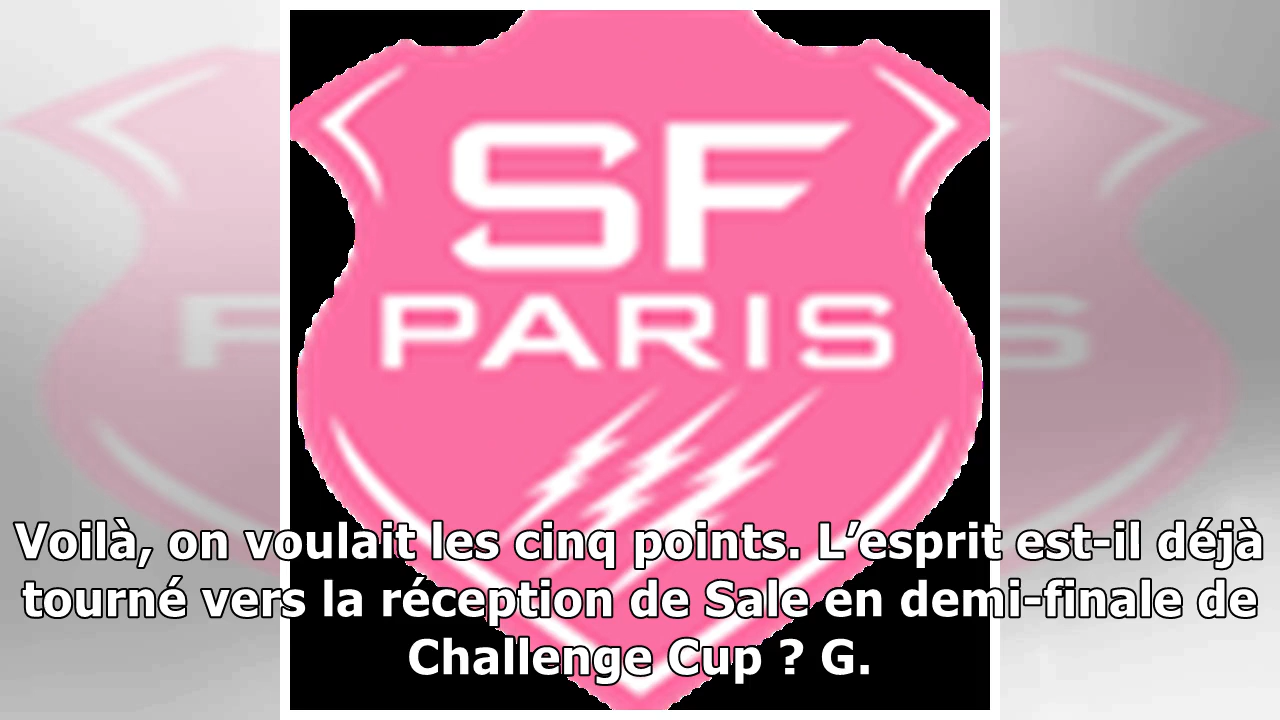 SF
PARIS
Voilà, on voulait les cinq points. L’esprit est-il déjà
tourné vers la réception de Sale en demi-finale de
Challenge Cup ? G.